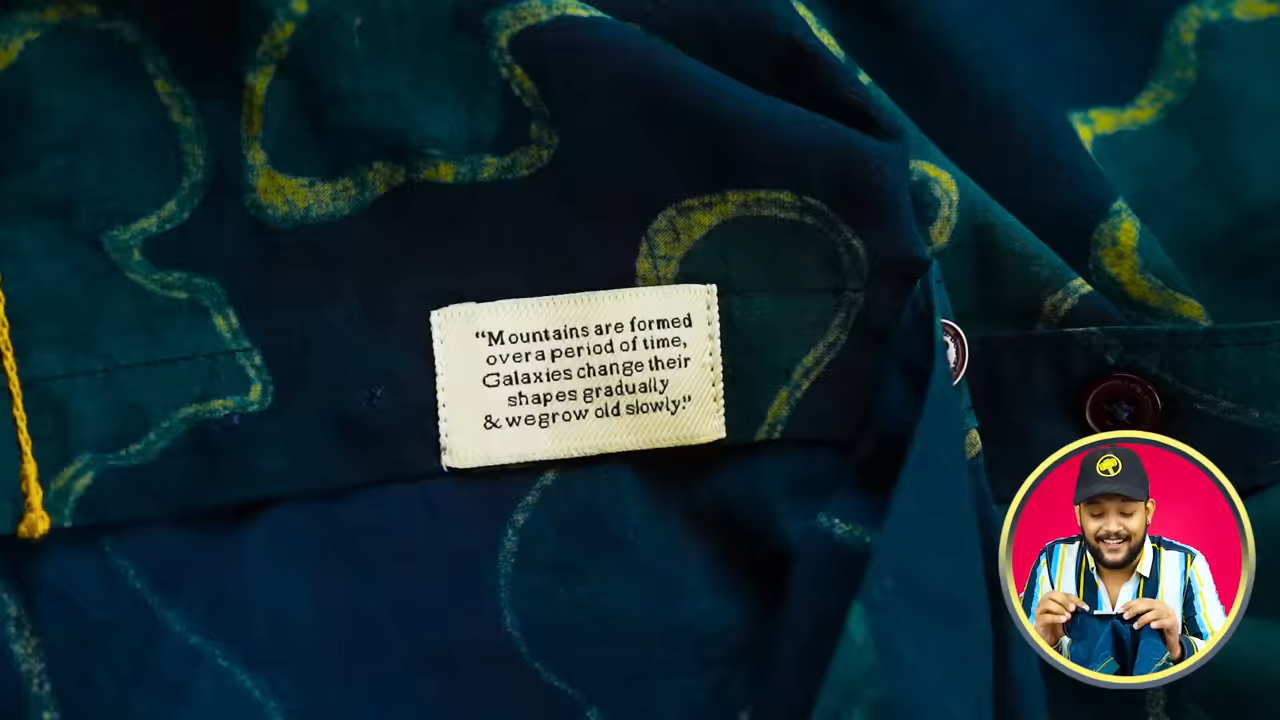 “Mountains are formed
over a period of time,
Galaxies change their
shapes gradually
& we grow old slowly.”